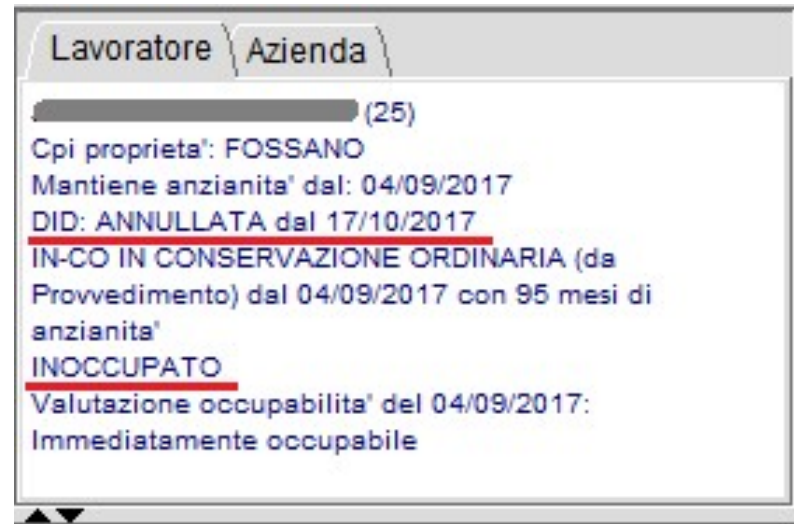 Lavoratore Azienda
(25)
Cpi proprieta': FOSSANO
Mantiene anzianita' dal: 04/09/2017
DID: ANNULLATA dal 17/10/2017
IN-CO IN CONSERVAZIONE ORDINARIA (da
Provvedimento) dal 04/09/2017 con 95 mesi di
anzianita'
INOCCUPATO
Valutazione occupabilita' del 04/09/2017:
Immediatamente occupabile